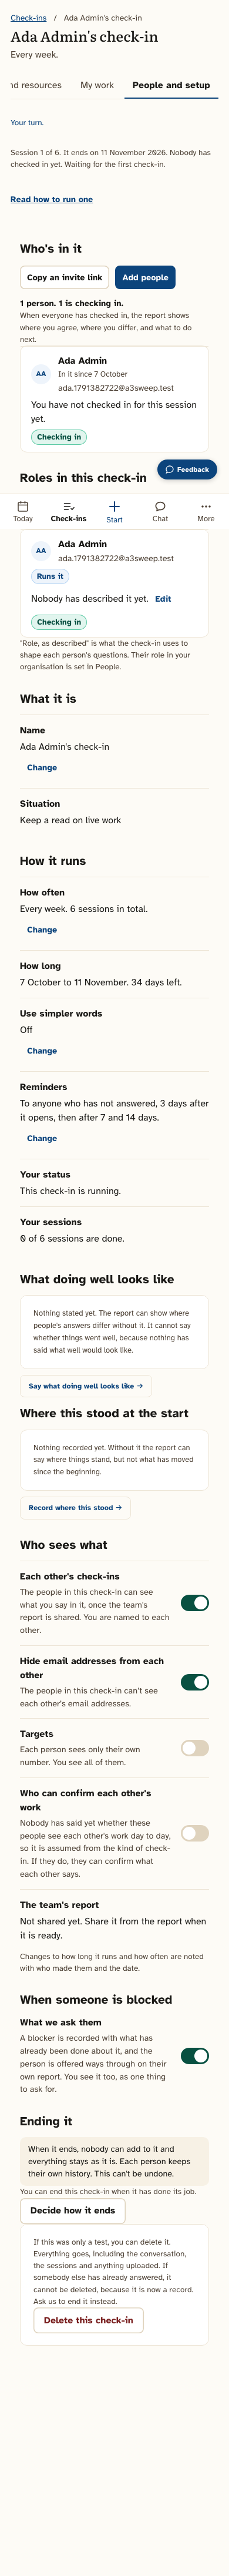 Check-ins / Ada Admin's check-in
Ada Admin's check-in
Every week.
nd resources My work People and setup
Your turn.
Session 1 of 6. It ends on 11 November 2026. Nobody has
checked in yet. Waiting for the first check-in.
Read how to run one
Who's in it
Copy an invite link Add people
1 person. 1 is checking in.
When everyone has checked in, the report shows
where you agree, where you differ, and what to do
next.
AA
Ada Admin
In it since 7 October
ada.1791382722@a3sweep.test
You have not checked in for this session
yet.
Checking in
Roles in this check-in
Feedback
Today Check-ins Start Chat More
AA
Ada Admin
ada.1791382722@a3sweep.test
Runs it
Nobody has described it yet. Edit
Checking in
"Role, as described" is what the check-in uses to
shape each person's questions. Their role in your
organisation is set in People.
What it is
Name
Ada Admin's check-in
Change
Situation
Keep a read on live work
How it runs
How often
Every week. 6 sessions in total.
Change
How long
7 October to 11 November. 34 days left.
Use simpler words
Off
Change
Reminders
To anyone who has not answered, 3 days after
it opens, then after 7 and 14 days.
Change
Your status
This check-in is running.
Your sessions
0 of 6 sessions are done.
What doing well looks like
Nothing stated yet. The report can show where
people's answers differ without it. It cannot say
whether things went well, because nothing has
said what well would look like.
Say what doing well looks like →
Where this stood at the start
Nothing recorded yet. Without it the report can
say where things stand, but not what has moved
since the beginning.
Record where this stood →
Who sees what
Each other's check-ins
The people in this check-in can see
what you say in it, once the team's
report is shared. You are named to each
other.
Hide email addresses from each
other
The people in this check-in can't see
each other's email addresses.
Targets
Each person sees only their own
number. You see all of them.
Who can confirm each other's
work
Nobody has said yet whether these
people see each other's work day to day,
so it is assumed from the kind of check-
in. If they do, they can confirm what
each other says.
The team's report
Not shared yet. Share it from the report when
it is ready.
Changes to how long it runs and how often are noted
with who made them and the date.
When someone is blocked
What we ask them
A blocker is recorded with what has
already been done about it, and the
person is offered ways through on their
own report. You see it too, as one thing
to ask for.
Ending it
When it ends, nobody can add to it and
everything stays as it is. Each person keeps
their own history. This can't be undone.
You can end this check-in when it has done its job.
Decide how it ends
If this was only a test, you can delete it.
Everything goes, including the conversation,
the sessions and anything uploaded. If
somebody else has already answered, it
cannot be deleted, because it is now a record.
Ask us to end it instead.
Delete this check-in